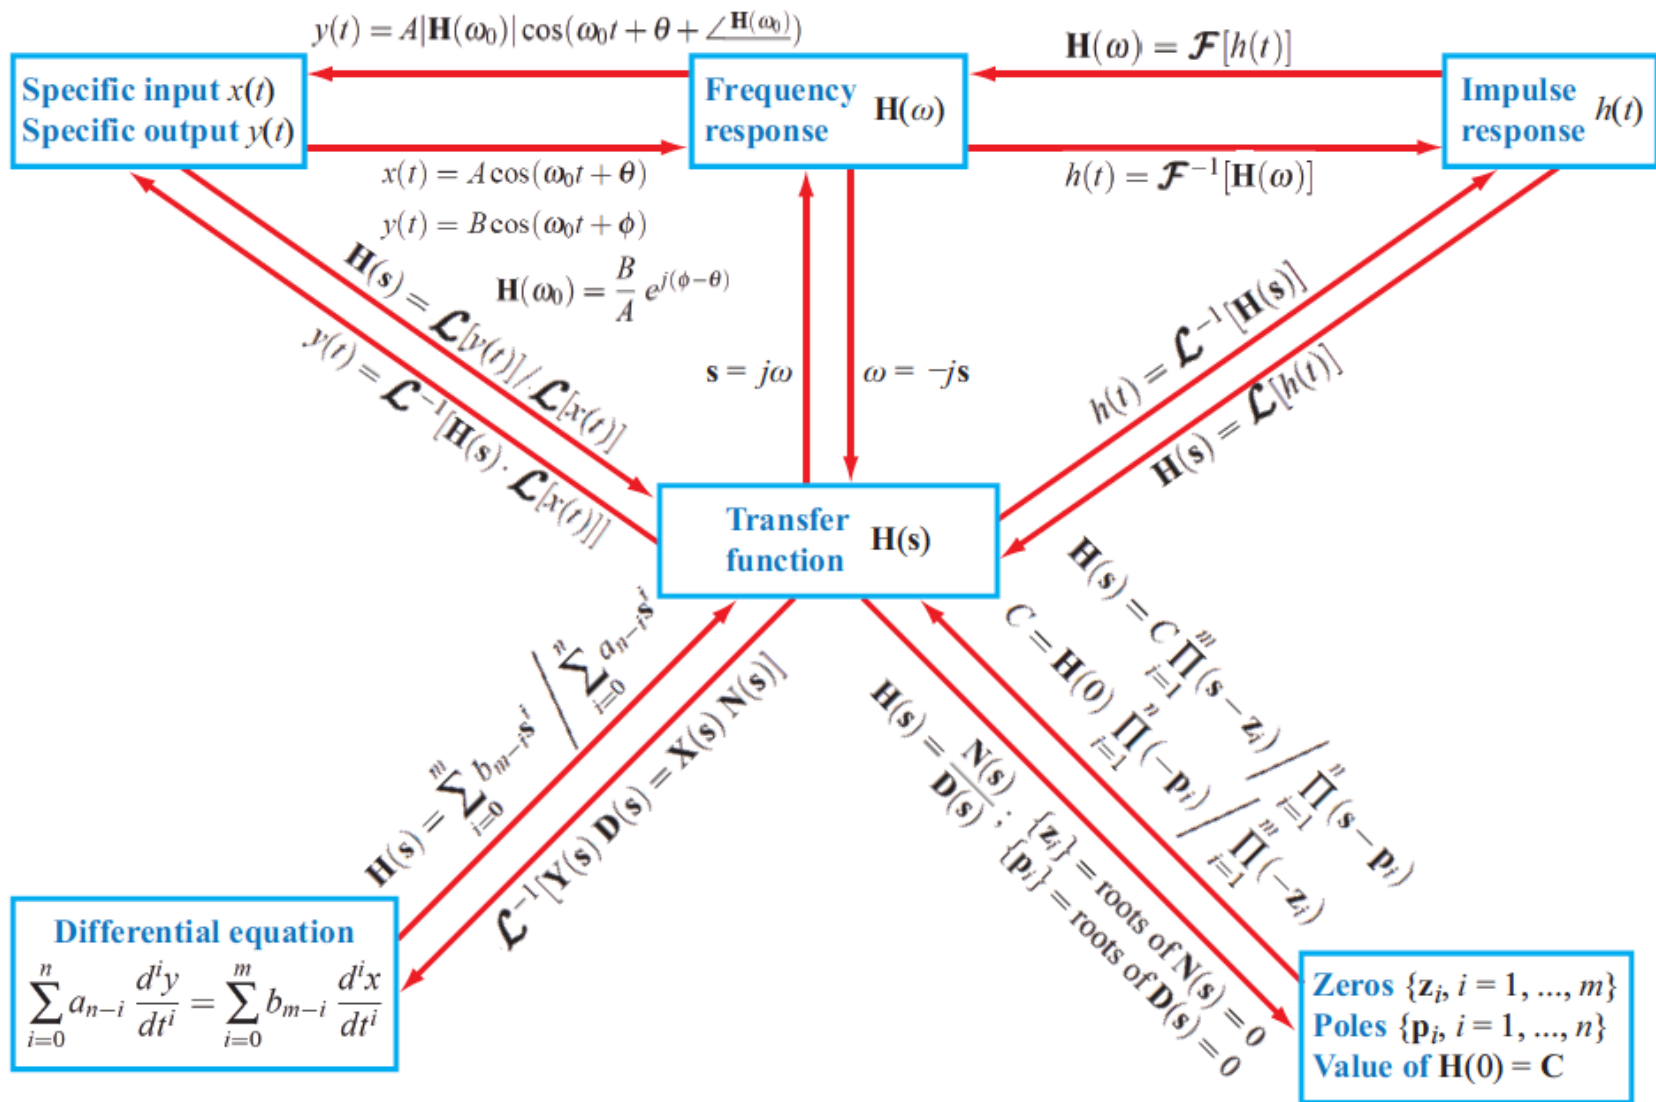 y(t) = A|H(ω₀)|cos(ω₀t + θ + ∠H(ω₀))
H(ω) = 𝓕[h(t)]
Specific input x(t)
Specific output y(t)
Frequency
response H(ω)
Impulse
response h(t)
x(t) = A cos(ω₀t + θ)
y(t) = B cos(ω₀t + ϕ)
H(ω₀) = B/A e^{j(ϕ−θ)}
h(t) = 𝓕⁻¹[H(ω)]
H(s) = 𝓛[y(t)]/𝓛[x(t)]
y(t) = 𝓛⁻¹[H(s)·𝓛[x(t)]]
s = jω
ω = −js
h(t) = 𝓛⁻¹[H(s)]
H(s) = 𝓛[h(t)]
Transfer
function H(s)
H(s) = ∑_{i=0}^{m} b_{m−i}s^i / ∑_{i=0}^{n} a_{n−i}s^i
𝓛⁻¹[Y(s) D(s) = X(s) N(s)]
H(s) = N(s)/D(s); {z_i} = roots of N(s) = 0
{p_i} = roots of D(s) = 0
H(s) = C ∏_{i=1}^{m}(s − z_i) / ∏_{i=1}^{n}(s − p_i)
C = H(0) ∏_{i=1}^{n}(−p_i) / ∏_{i=1}^{m}(−z_i)
Differential equation
∑_{i=0}^{n} a_{n−i} d^i y/dt^i = ∑_{i=0}^{m} b_{m−i} d^i x/dt^i
Zeros {z_i, i = 1, ..., m}
Poles {p_i, i = 1, ..., n}
Value of H(0) = C